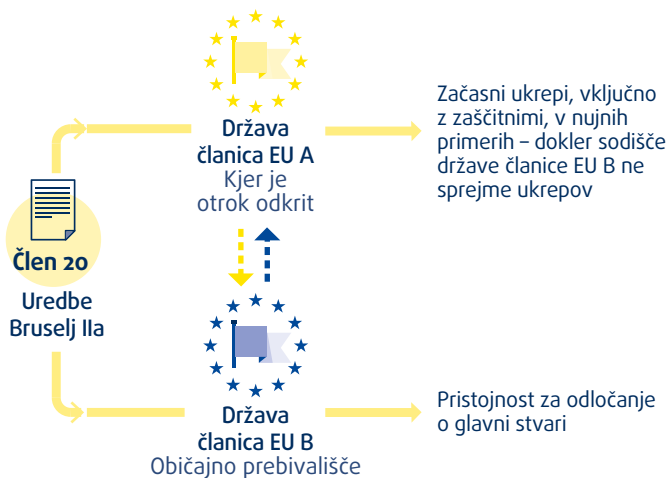 Člen 20
Uredbe
Bruselj IIa
Država
članica EU A
Kjer je
otrok odkrit
Začasni ukrepi, vključno
z zaščitnimi, v nujnih
primerih – dokler sodišče
države članice EU B ne
sprejme ukrepov
Država
članica EU B
Običajno prebivališče
Pristojnost za odločanje
o glavni stvari